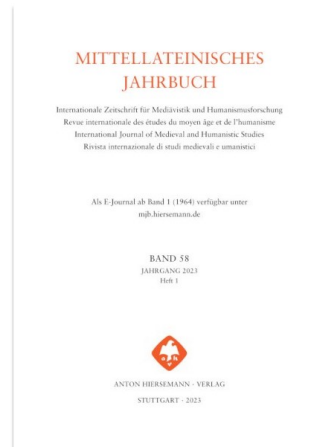 MITTELLATEINISCHES
JAHRBUCH
Internationale Zeitschrift für Mediävistik und Humanismusforschung
Revue internationale des études du moyen âge et de l'humanisme
International Journal of Medieval and Humanistic Studies
Rivista internazionale di studi medievali e umanistici
Als E-Journal ab Band 1 (1964) verfügbar unter
mjb.hiersemann.de
BAND 58
JAHRGANG 2023
Heft 1
ANTON HIERSEMANN · VERLAG
STUTTGART · 2023